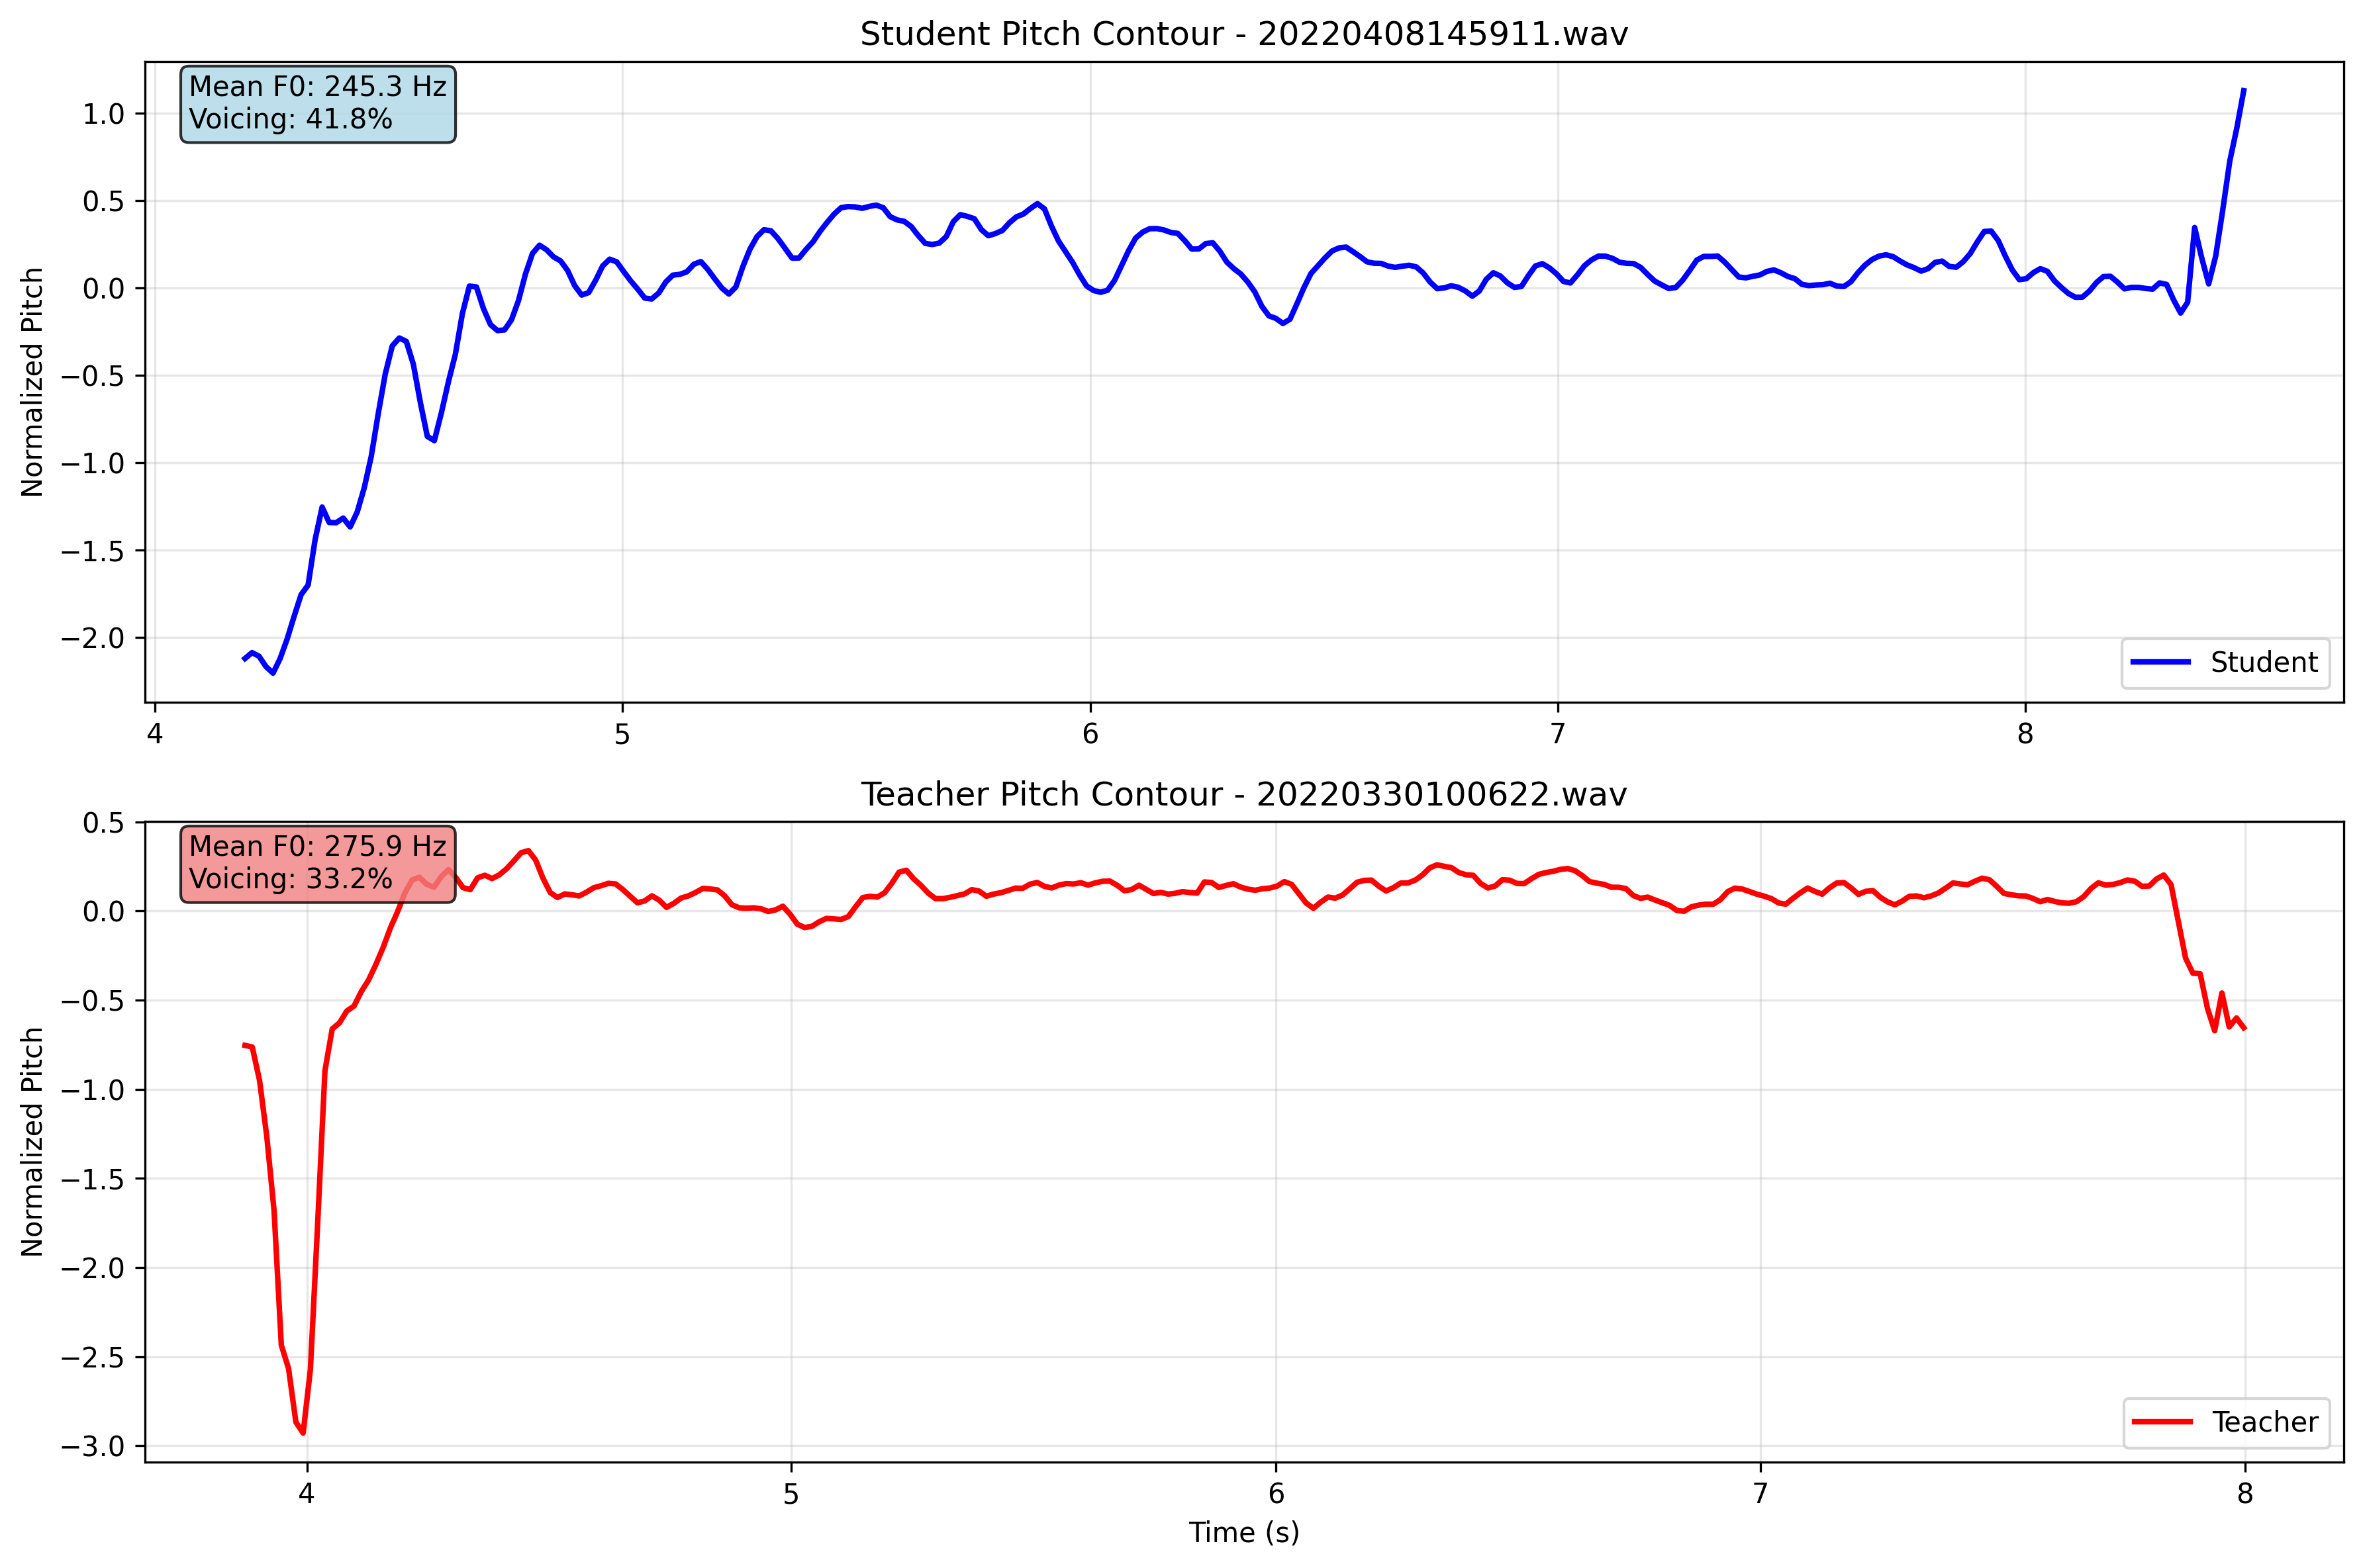 Student Pitch Contour - 20220408145911.wav
Mean F0: 245.3 Hz
Voicing: 41.8%
Normalized Pitch
1.0
0.5
0.0
−0.5
−1.0
−1.5
−2.0
Student
4 5 6 7 8
Teacher Pitch Contour - 20220330100622.wav
Mean F0: 275.9 Hz
Voicing: 33.2%
Normalized Pitch
0.5
0.0
−0.5
−1.0
−1.5
−2.0
−2.5
−3.0
Teacher
4 5 6 7 8
Time (s)